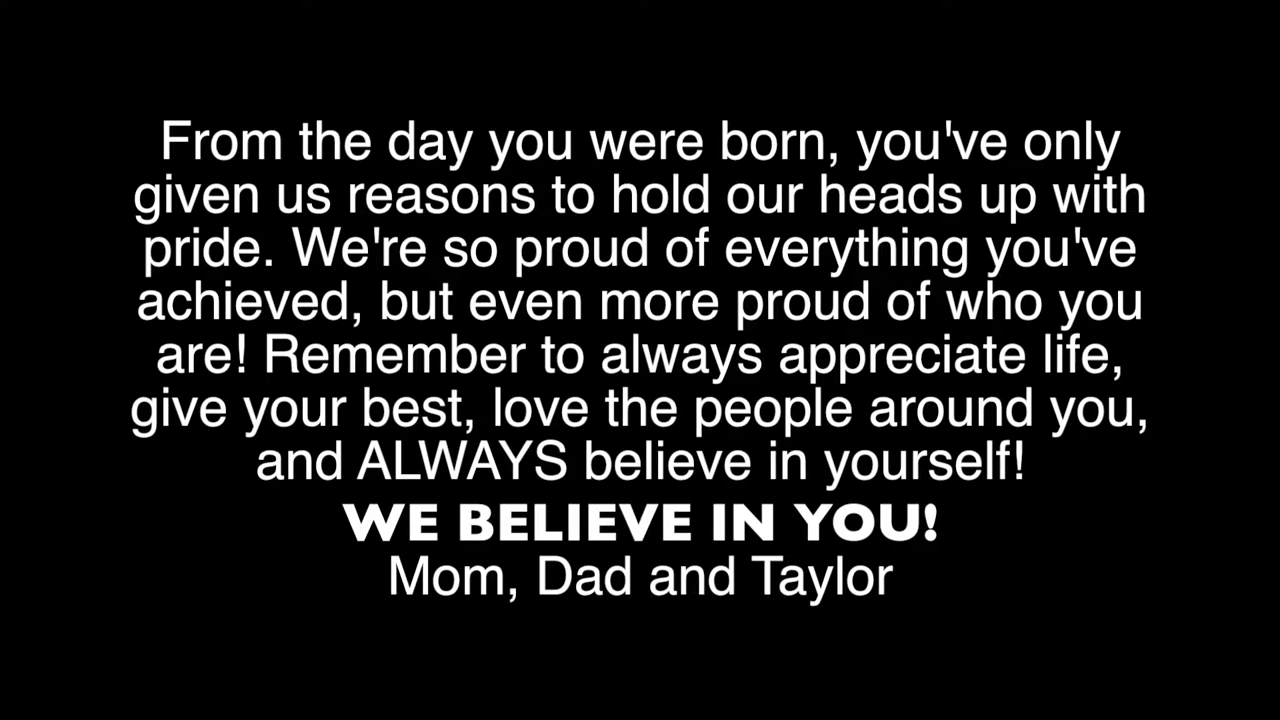 From the day you were born, you've only
given us reasons to hold our heads up with
pride. We're so proud of everything you've
achieved, but even more proud of who you
are! Remember to always appreciate life,
give your best, love the people around you,
and ALWAYS believe in yourself!
WE BELIEVE IN YOU!
Mom, Dad and Taylor